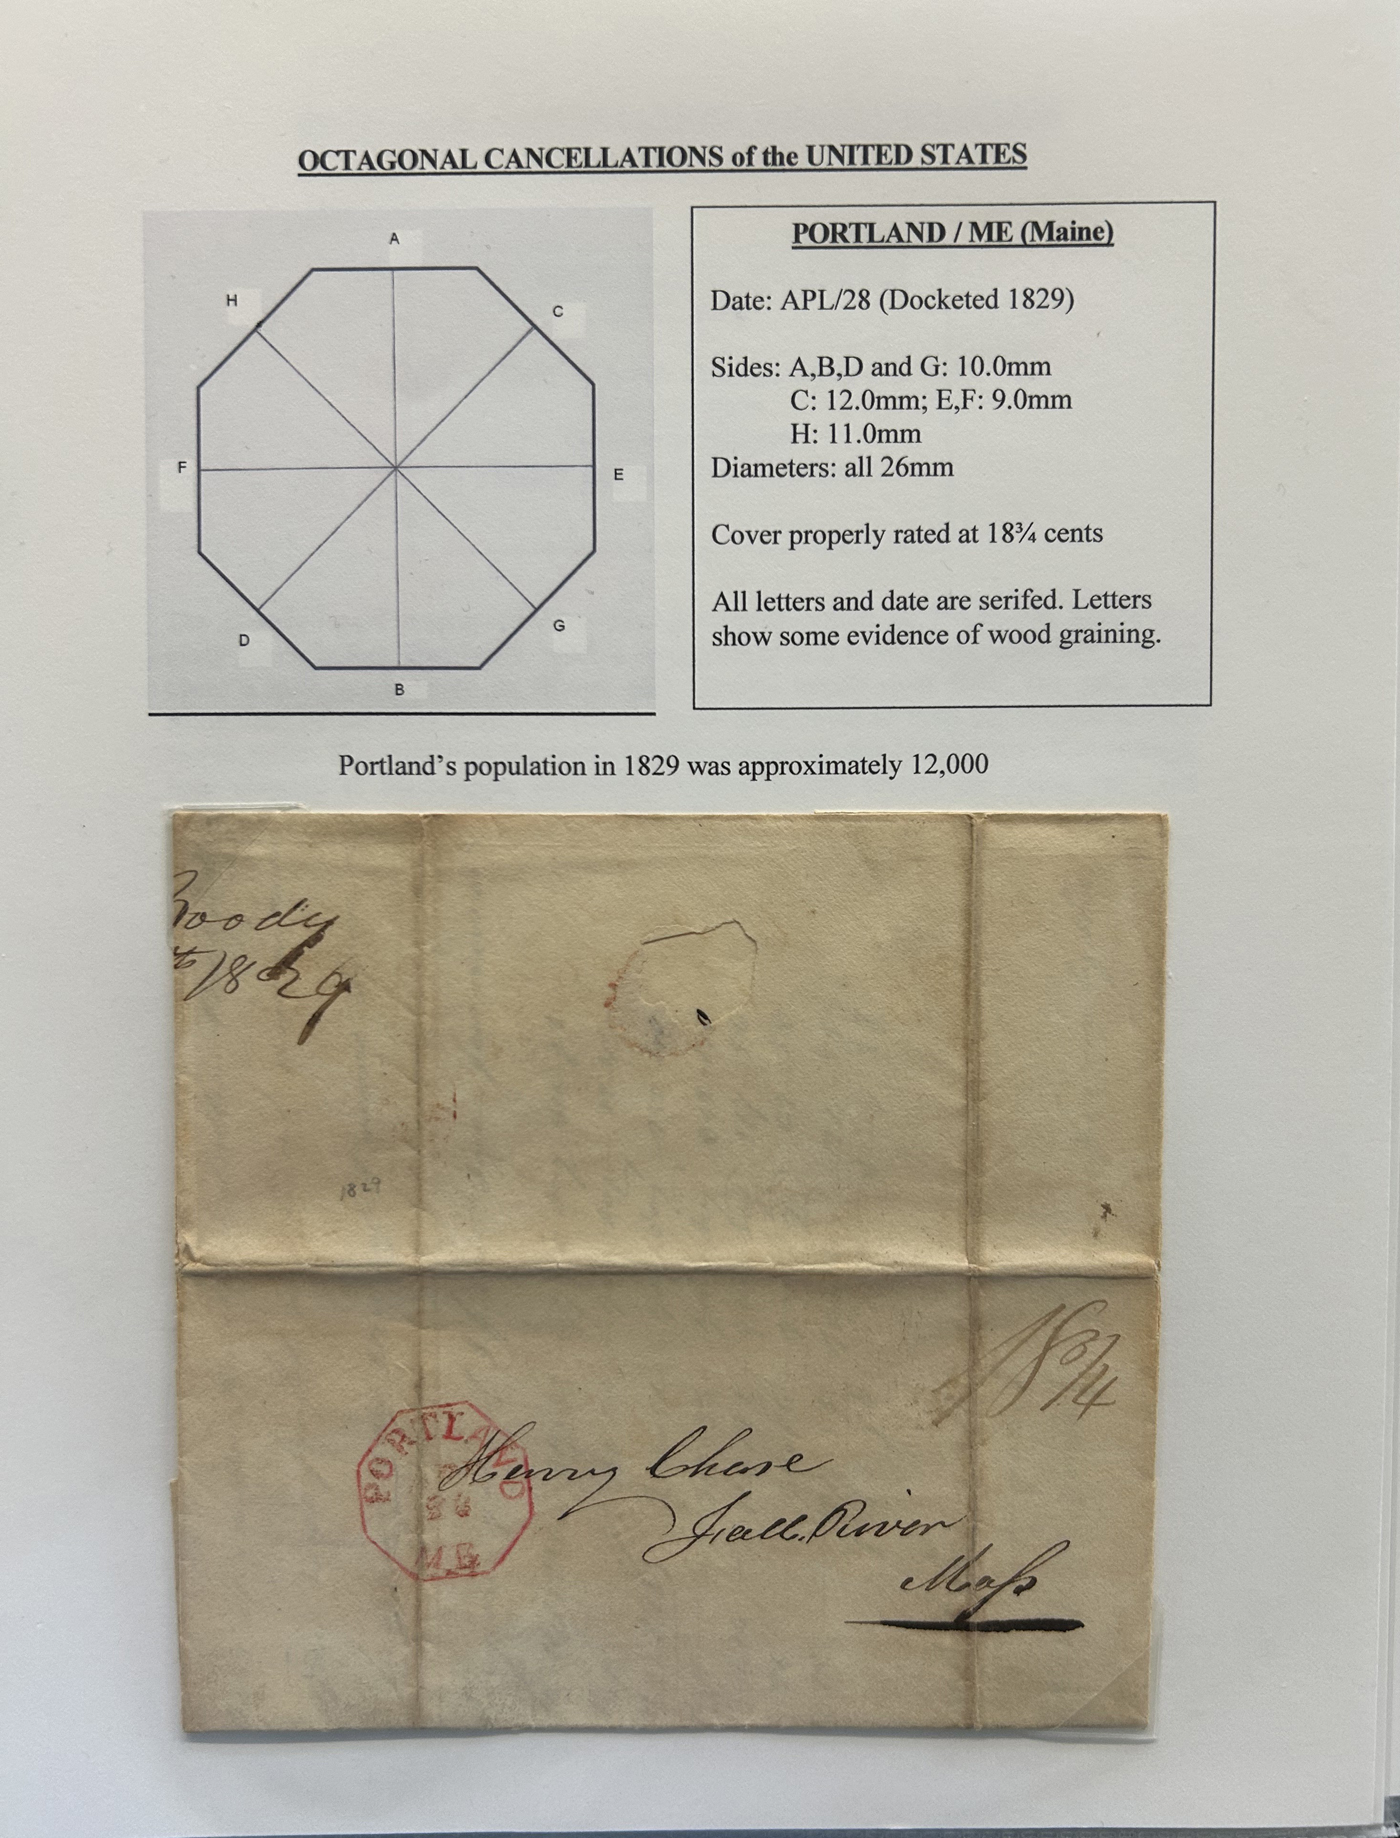 OCTAGONAL CANCELLATIONS of the UNITED STATES
A
H
C
F
E
D
G
B
PORTLAND / ME (Maine)
Date: APL/28 (Docketed 1829)
Sides: A,B,D and G: 10.0mm
C: 12.0mm; E,F: 9.0mm
H: 11.0mm
Diameters: all 26mm
Cover properly rated at 18¾ cents
All letters and date are serifed. Letters
show some evidence of wood graining.
Portland's population in 1829 was approximately 12,000
1829
1829
18¾
PORTLAND
ME
Henry Chase
Fall River
Mass